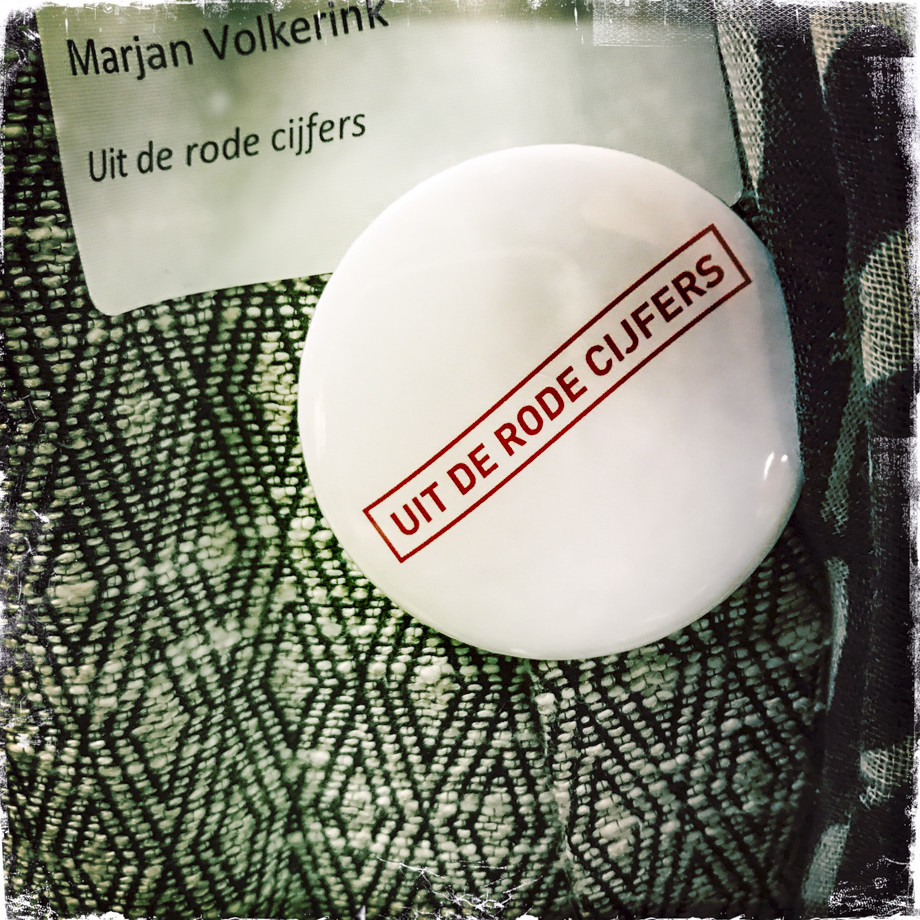 Marjan Volkerink
Uit de rode cijfers
UIT DE RODE CIJFERS